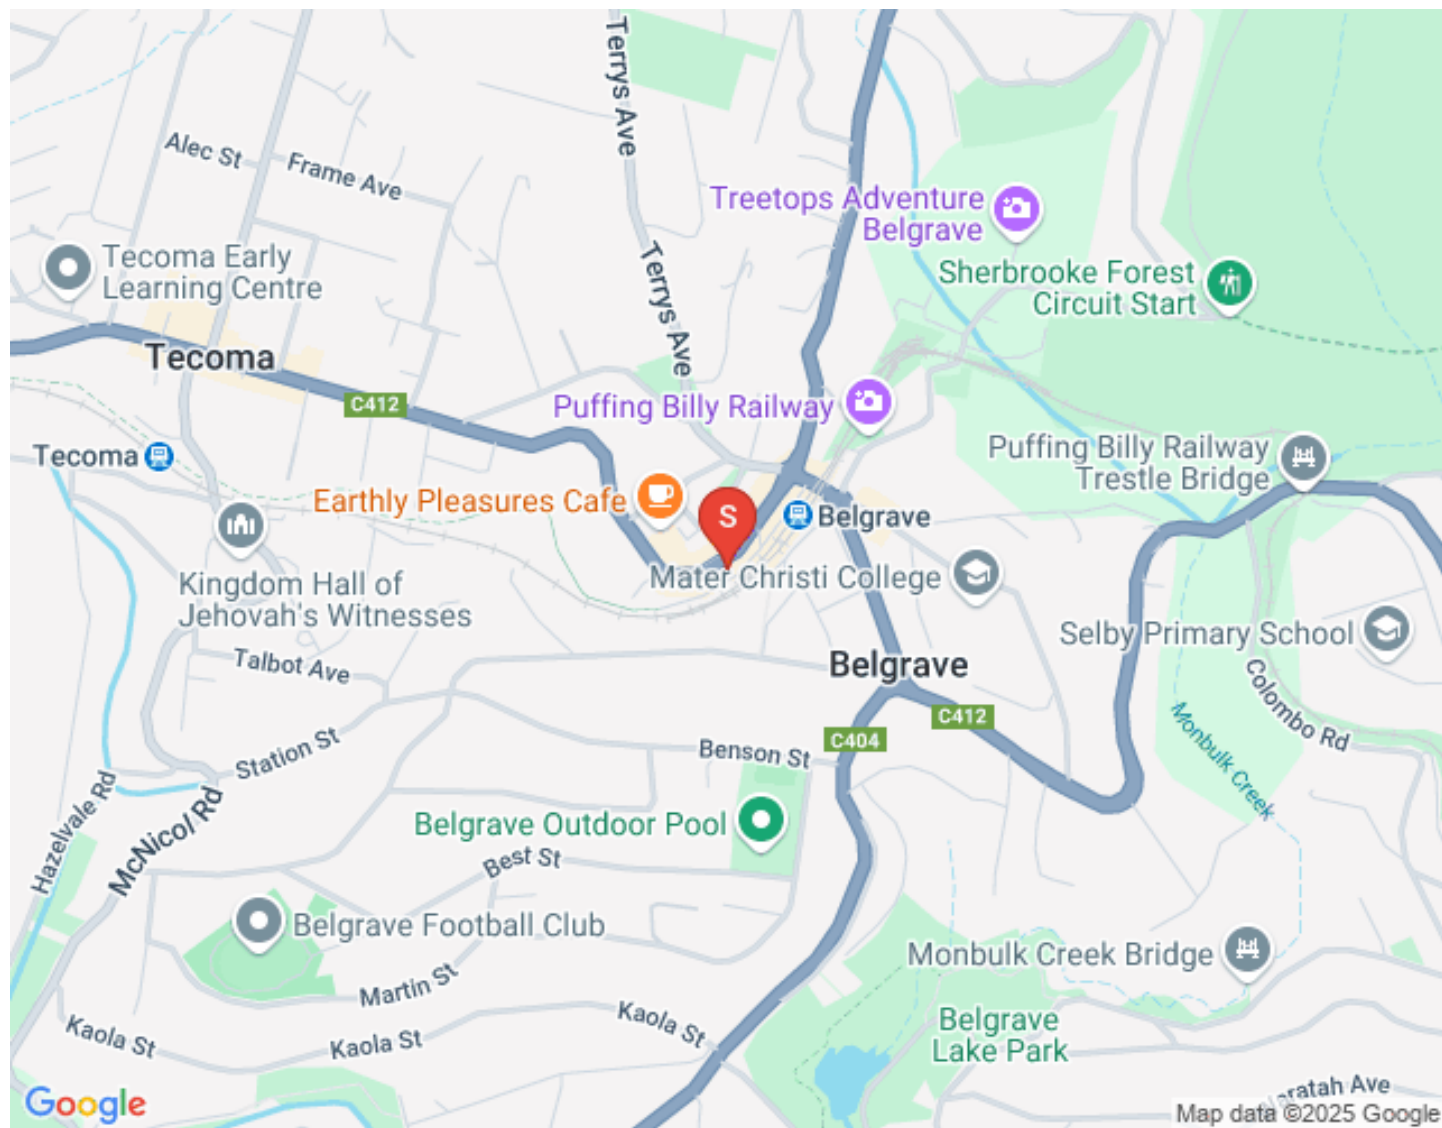 Terrys Ave
Alec St
Frame Ave
Treetops Adventure
Belgrave
Tecoma Early
Learning Centre
Terrys Ave
Sherbrooke Forest
Circuit Start
Tecoma
C412
Puffing Billy Railway
Tecoma
Puffing Billy Railway
Trestle Bridge
Earthly Pleasures Cafe
S
Belgrave
Kingdom Hall of
Jehovah's Witnesses
Mater Christi College
Selby Primary School
Talbot Ave
Belgrave
Colombo Rd
C412
C404
Monbulk Creek
Station St
Benson St
Hazelvale Rd
McNicol Rd
Belgrave Outdoor Pool
Best St
Belgrave Football Club
Monbulk Creek Bridge
Martin St
Kaola St
Kaola St
Kaola St
Belgrave
Lake Park
ratah Ave
Google
Map data ©2025 Google